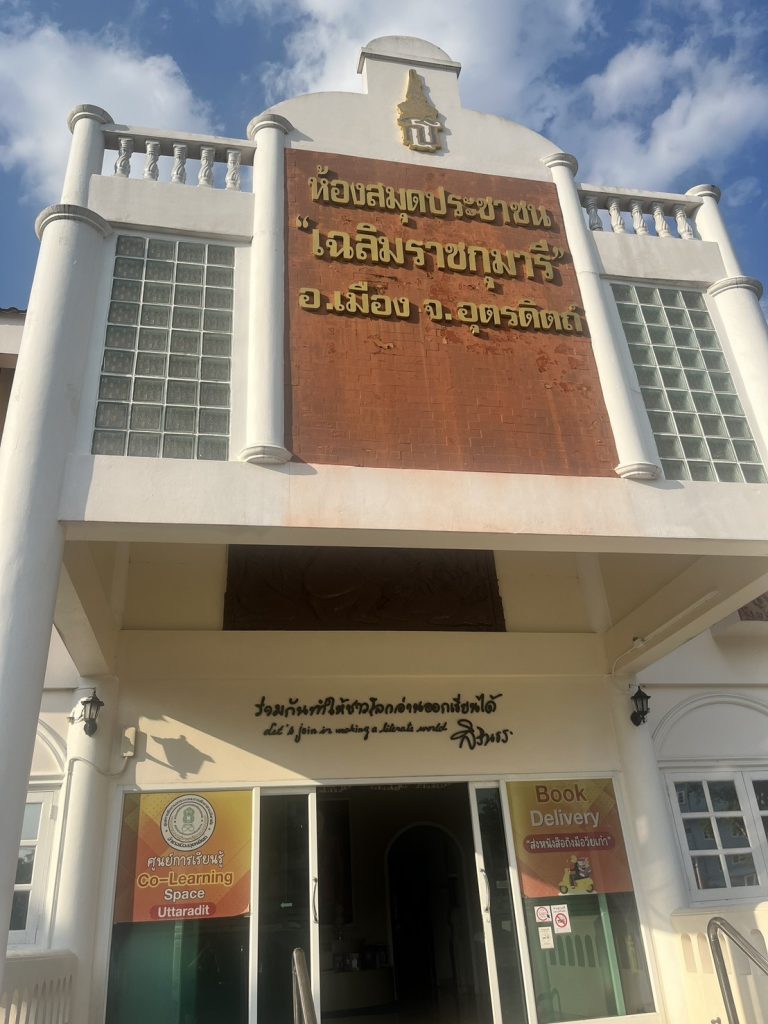 ห้องสมุดประชาชน
"เฉลิมราชกุมารี"
อ.เมือง จ.อุตรดิตถ์
ร่วมกันทำให้ชาวโลกอ่านออกเขียนได้
Let's join in making a literate world
สิรินธร
ศูนย์การเรียนรู้
Co-Learning
Space
Uttaradit
Book
Delivery
"ส่งหนังสือถึงมือวัยเก๋า"